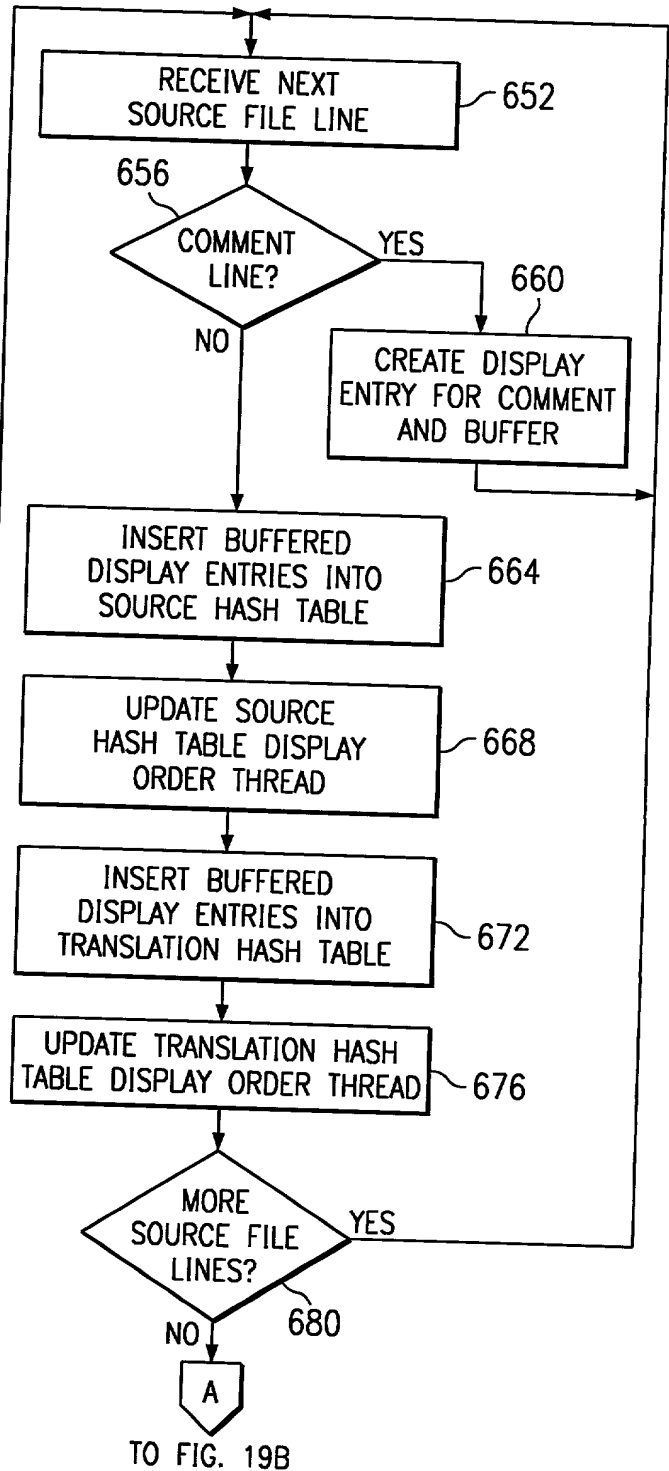 RECEIVE NEXT
SOURCE FILE LINE
652
656
COMMENT
LINE?
YES
NO
660
CREATE DISPLAY
ENTRY FOR COMMENT
AND BUFFER
INSERT BUFFERED
DISPLAY ENTRIES INTO
SOURCE HASH TABLE
664
UPDATE SOURCE
HASH TABLE DISPLAY
ORDER THREAD
668
INSERT BUFFERED
DISPLAY ENTRIES INTO
TRANSLATION HASH TABLE
672
UPDATE TRANSLATION HASH
TABLE DISPLAY ORDER THREAD
676
MORE
SOURCE FILE
LINES?
YES
680
NO
A
TO FIG. 19B